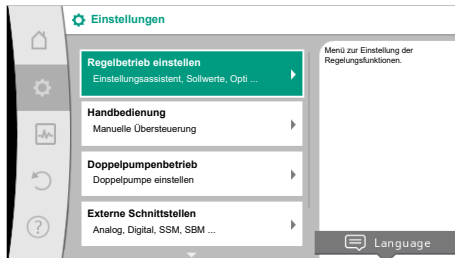 Einstellungen
Regelbetrieb einstellen
Einstellungsassistent, Sollwerte, Opti ...
Handbedienung
Manuelle Übersteuerung
Doppelpumpenbetrieb
Doppelpumpe einstellen
Externe Schnittstellen
Analog, Digital, SSM, SBM ...
Menü zur Einstellung der
Regelungsfunktionen.
Language